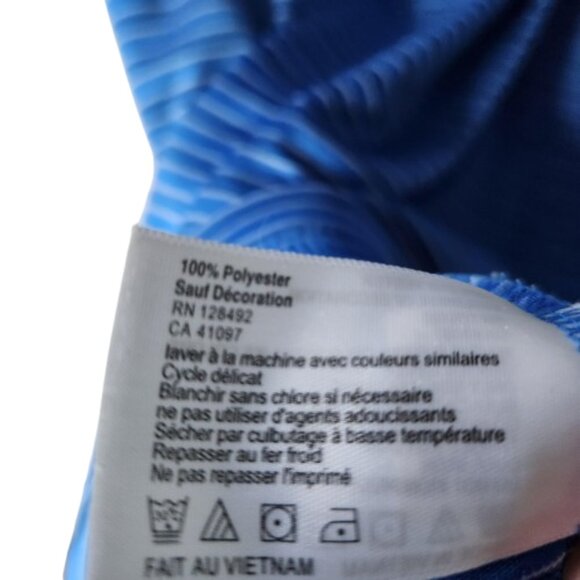 100% Polyester
Sauf Décoration
RN 128492
CA 41097
laver à la machine avec couleurs similaires
Cycle délicat
Blanchir sans chlore si nécessaire
ne pas utiliser d'agents adoucissants
Sécher par culbutage à basse température
Repasser au fer froid
Ne pas repasser l'imprimé
FAIT AU VIETNAM